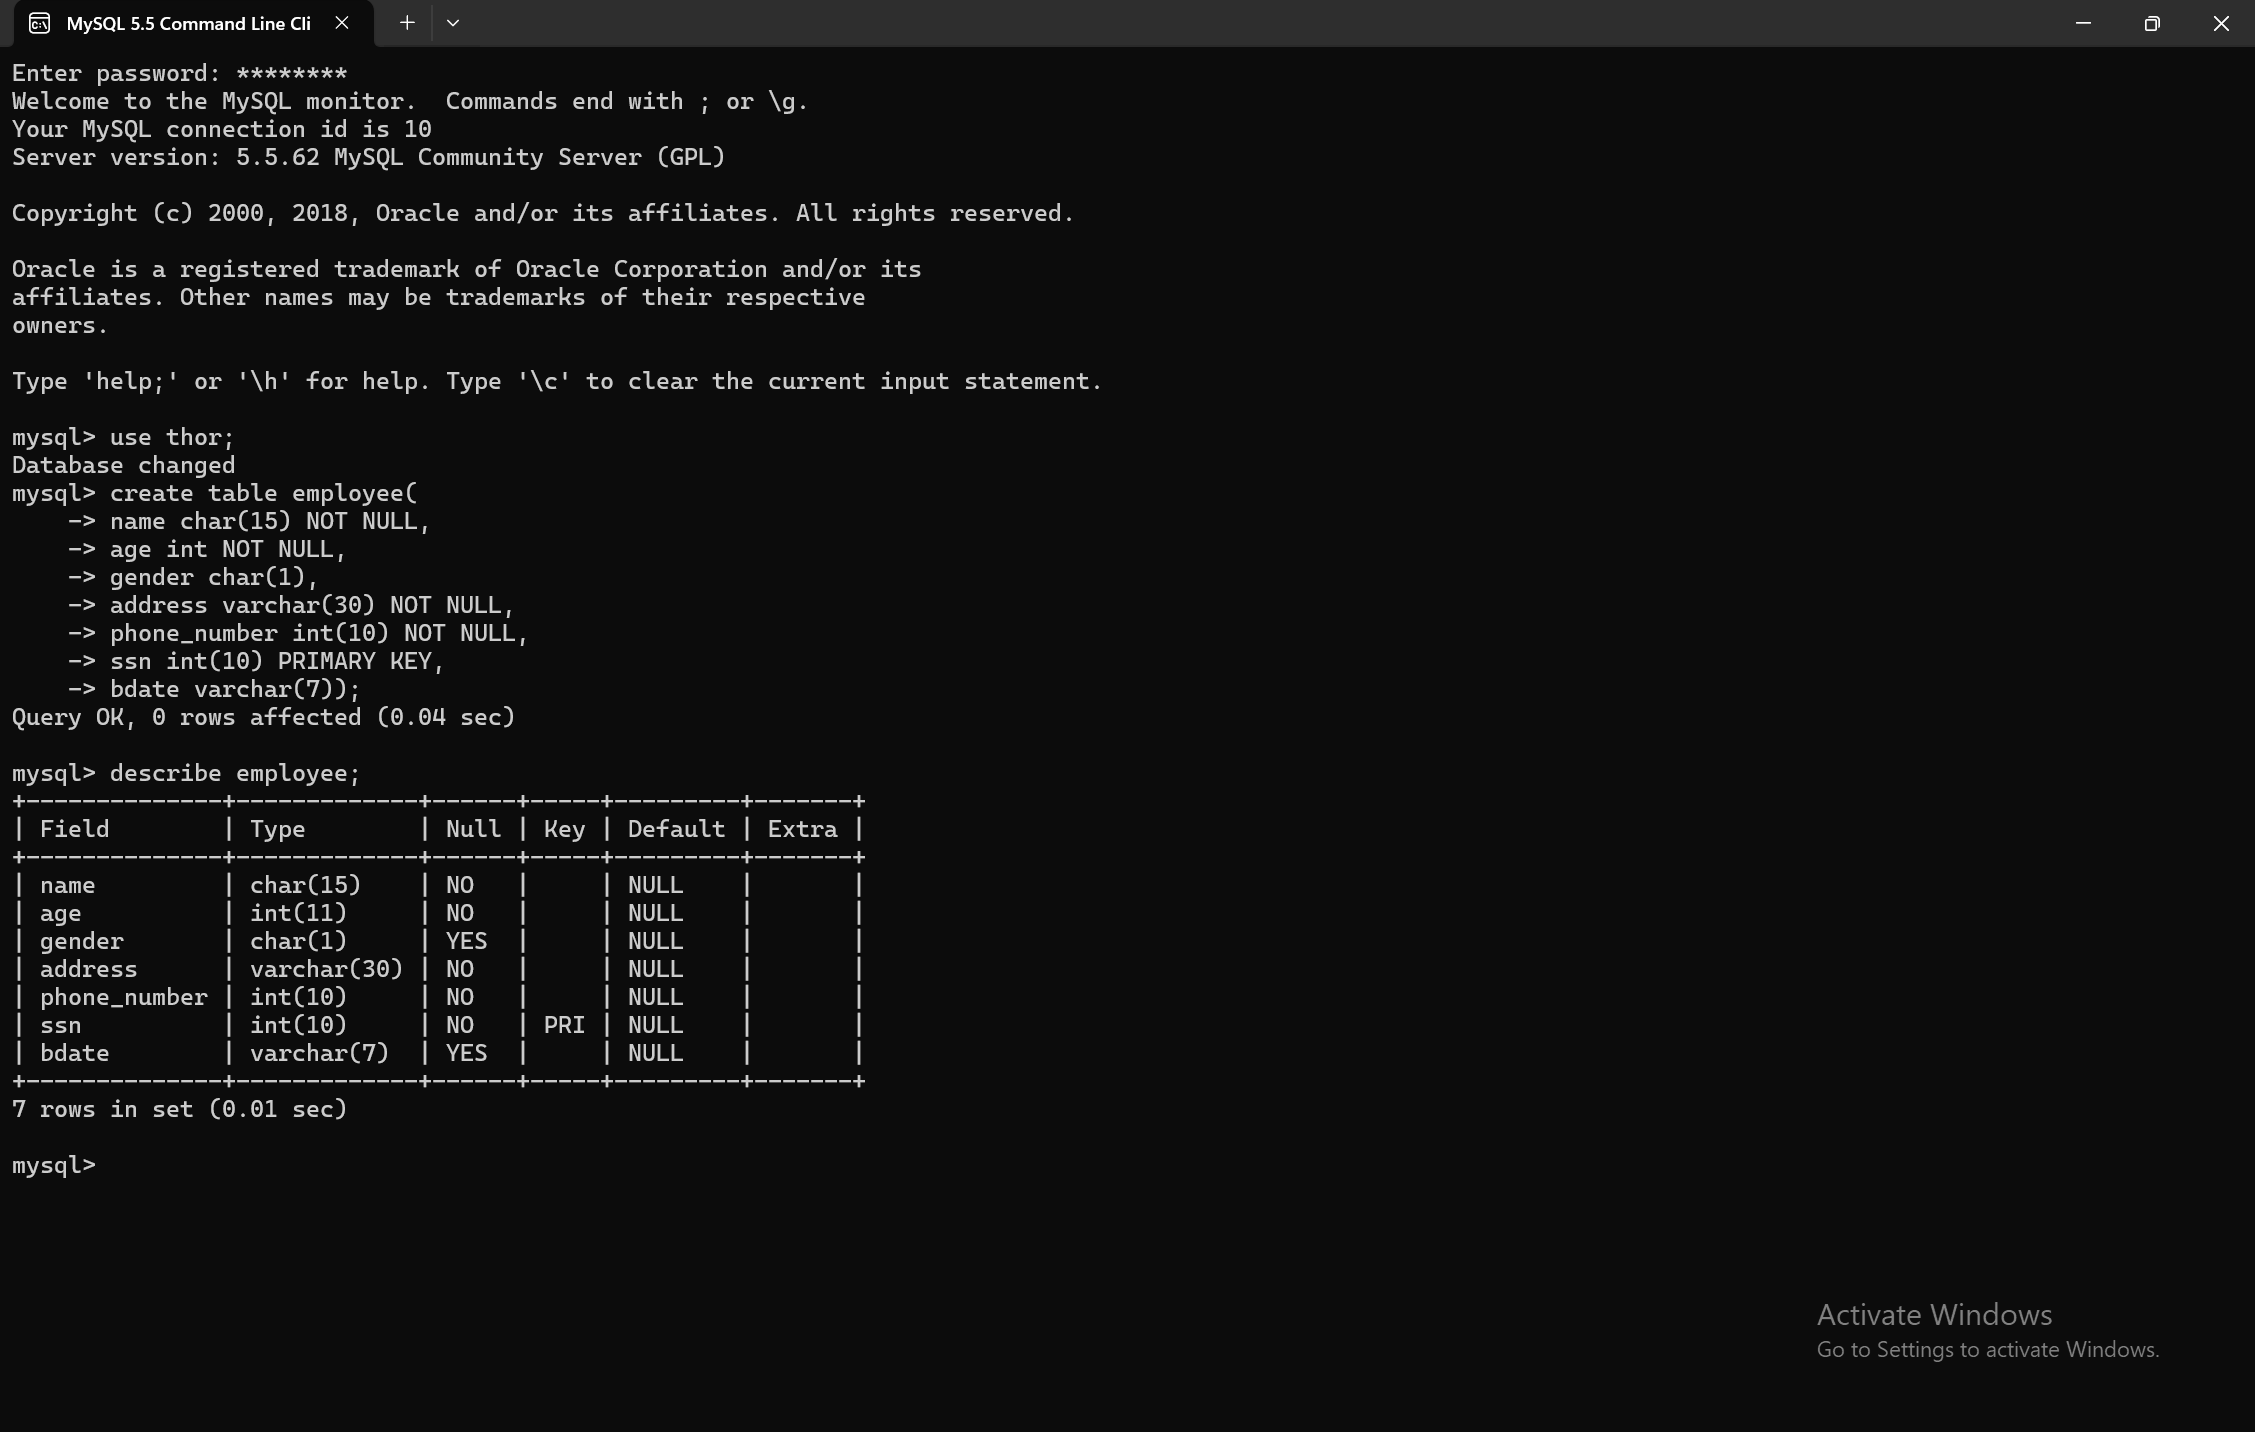 MySQL 5.5 Command Line Cli
Enter password: ********
Welcome to the MySQL monitor.  Commands end with ; or \g.
Your MySQL connection id is 10
Server version: 5.5.62 MySQL Community Server (GPL)

Copyright (c) 2000, 2018, Oracle and/or its affiliates. All rights reserved.

Oracle is a registered trademark of Oracle Corporation and/or its
affiliates. Other names may be trademarks of their respective
owners.

Type 'help;' or '\h' for help. Type '\c' to clear the current input statement.

mysql> use thor;
Database changed
mysql> create table employee(
    -> name char(15) NOT NULL,
    -> age int NOT NULL,
    -> gender char(1),
    -> address varchar(30) NOT NULL,
    -> phone_number int(10) NOT NULL,
    -> ssn int(10) PRIMARY KEY,
    -> bdate varchar(7));
Query OK, 0 rows affected (0.04 sec)

mysql> describe employee;
+--------------+-------------+------+-----+---------+-------+
| Field        | Type        | Null | Key | Default | Extra |
+--------------+-------------+------+-----+---------+-------+
| name         | char(15)    | NO   |     | NULL    |       |
| age          | int(11)     | NO   |     | NULL    |       |
| gender       | char(1)     | YES  |     | NULL    |       |
| address      | varchar(30) | NO   |     | NULL    |       |
| phone_number | int(10)     | NO   |     | NULL    |       |
| ssn          | int(10)     | NO   | PRI | NULL    |       |
| bdate        | varchar(7)  | YES  |     | NULL    |       |
+--------------+-------------+------+-----+---------+-------+
7 rows in set (0.01 sec)

mysql>
Activate Windows
Go to Settings to activate Windows.